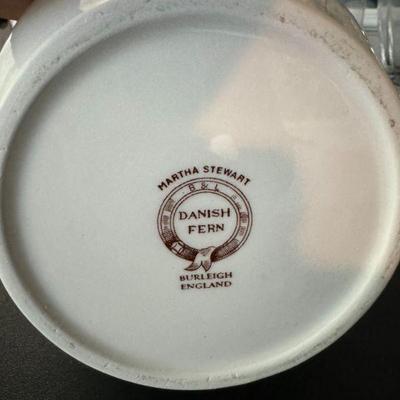 MARTHA STEWART
B & L
DANISH
FERN
BURLEIGH
ENGLAND